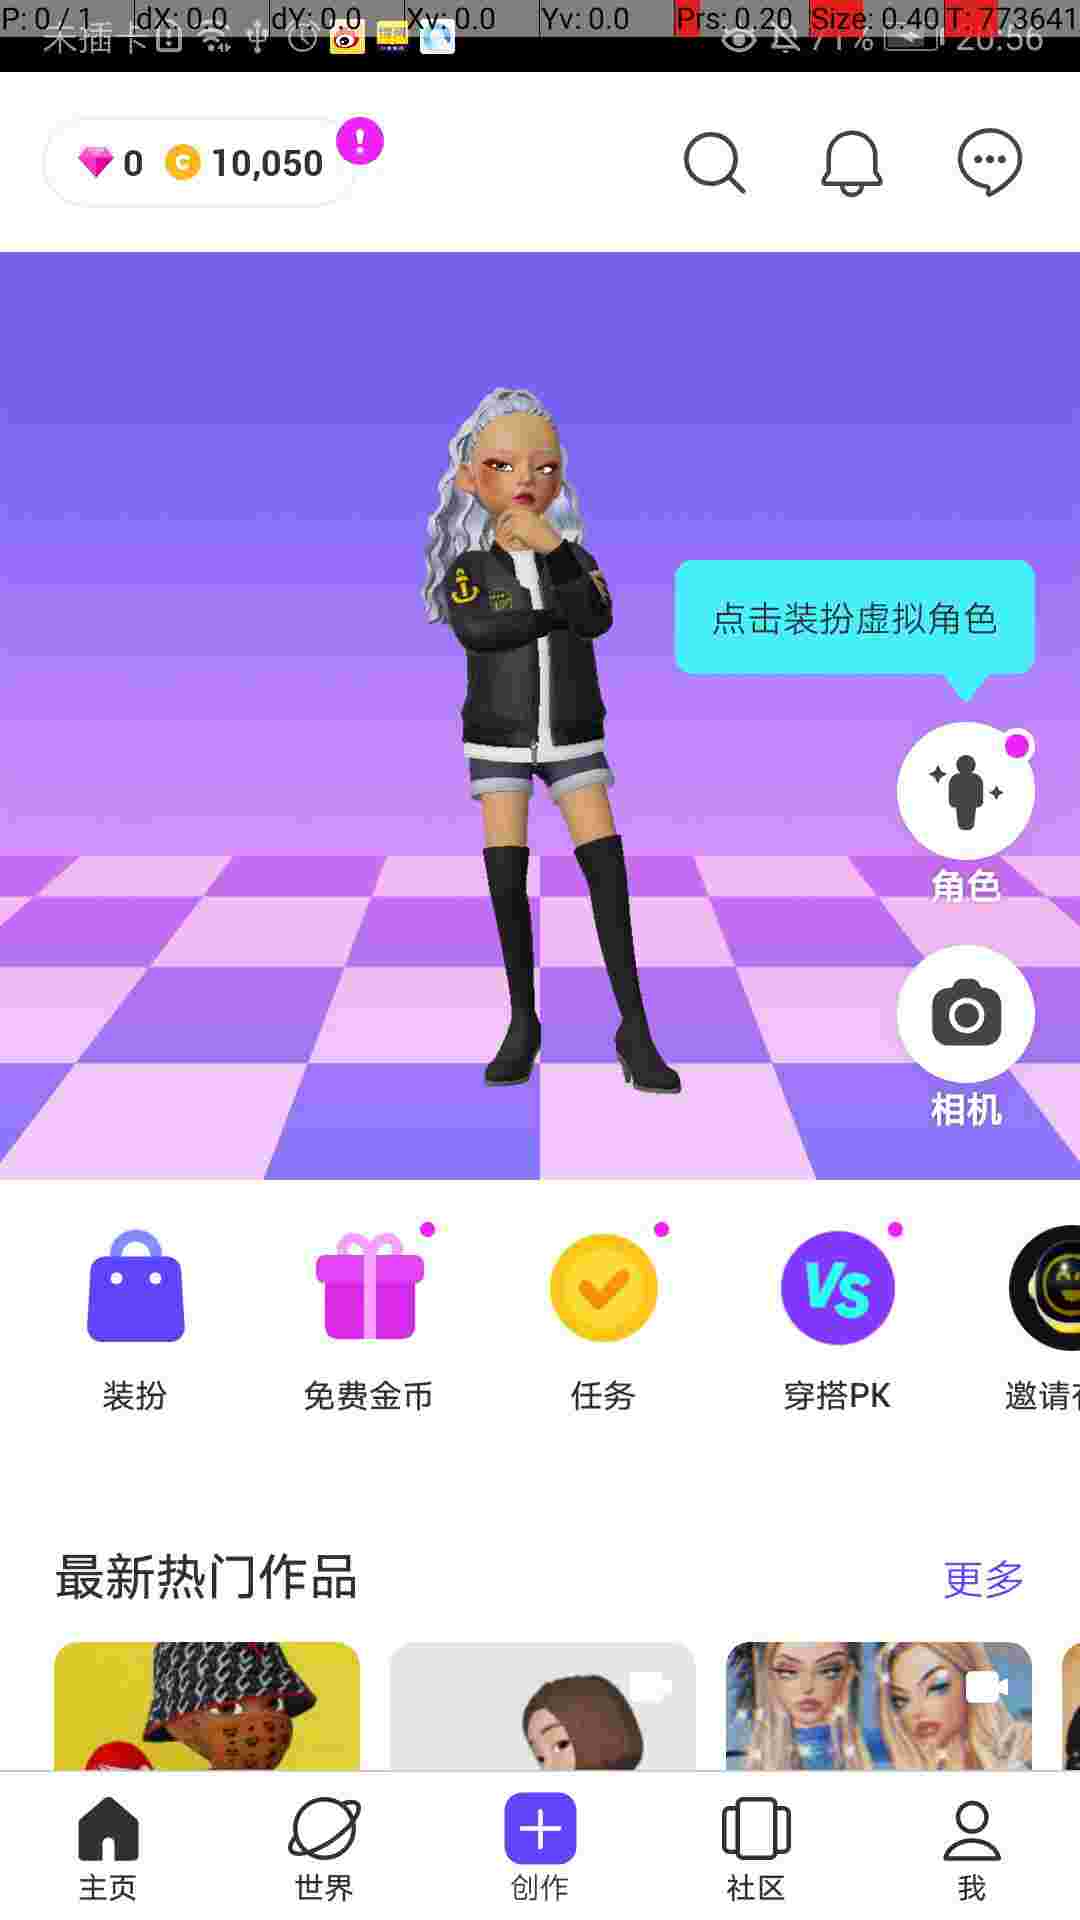 P: 0 / 1 dX: 0.0 dY: 0.0 Xv: 0.0 Yv: 0.0 Prs: 0.20 Size: 0.40 T: 773641
未插卡 71% 20:56
0 10,050
点击装扮虚拟角色
角色
相机
VS
装扮 免费金币 任务 穿搭PK 邀请
最新热门作品 更多
主页 世界 创作 社区 我